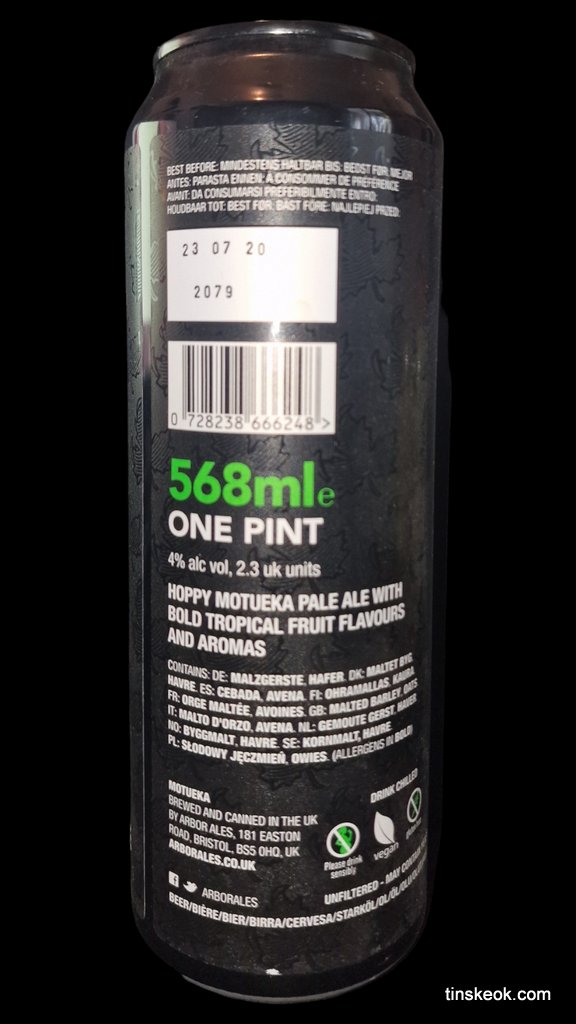 BEST BEFORE: MINDESTENS HALTBAR BIS: BEDST FØR: MEJOR
ANTES: PARASTA ENNEN: À CONSOMMER DE PRÉFÉRENCE
AVANT: DA CONSUMARSI PREFERIBILMENTE ENTRO:
HOUDBAAR TOT: BEST FØR: BÄST FÖRE: NAJLEPIEJ PRZED:
23 07 20
2079
0 728238 666248 >
568ml e
ONE PINT
4% alc vol, 2.3 uk units
HOPPY MOTUEKA PALE ALE WITH
BOLD TROPICAL FRUIT FLAVOURS
AND AROMAS
CONTAINS: DE: MALZGERSTE, HAFER. DK: MALTET BYG,
HAVRE. ES: CEBADA, AVENA. FI: OHRAMALLAS, KAURA.
FR: ORGE MALTÉE, AVOINES. GB: MALTED BARLEY, OATS.
IT: MALTO D'ORZO, AVENA. NL: GEMOUTE GERST, HAVER.
NO: BYGGMALT, HAVRE. SE: KORNMALT, HAVRE.
PL: SŁODOWY JĘCZMIEŃ, OWIES. (ALLERGENS IN BOLD)
DRINK CHILLED
MOTUEKA
BREWED AND CANNED IN THE UK
BY ARBOR ALES, 181 EASTON
ROAD, BRISTOL, BS5 0HQ, UK
ARBORALES.CO.UK
Please drink
sensibly
vegan
ARBORALES
UNFILTERED - MAY CONTAIN
BEER/BIÈRE/BIER/BIRRA/CERVESA/STARKÖL/OL/ÖL/OLUT
tinskeok.com